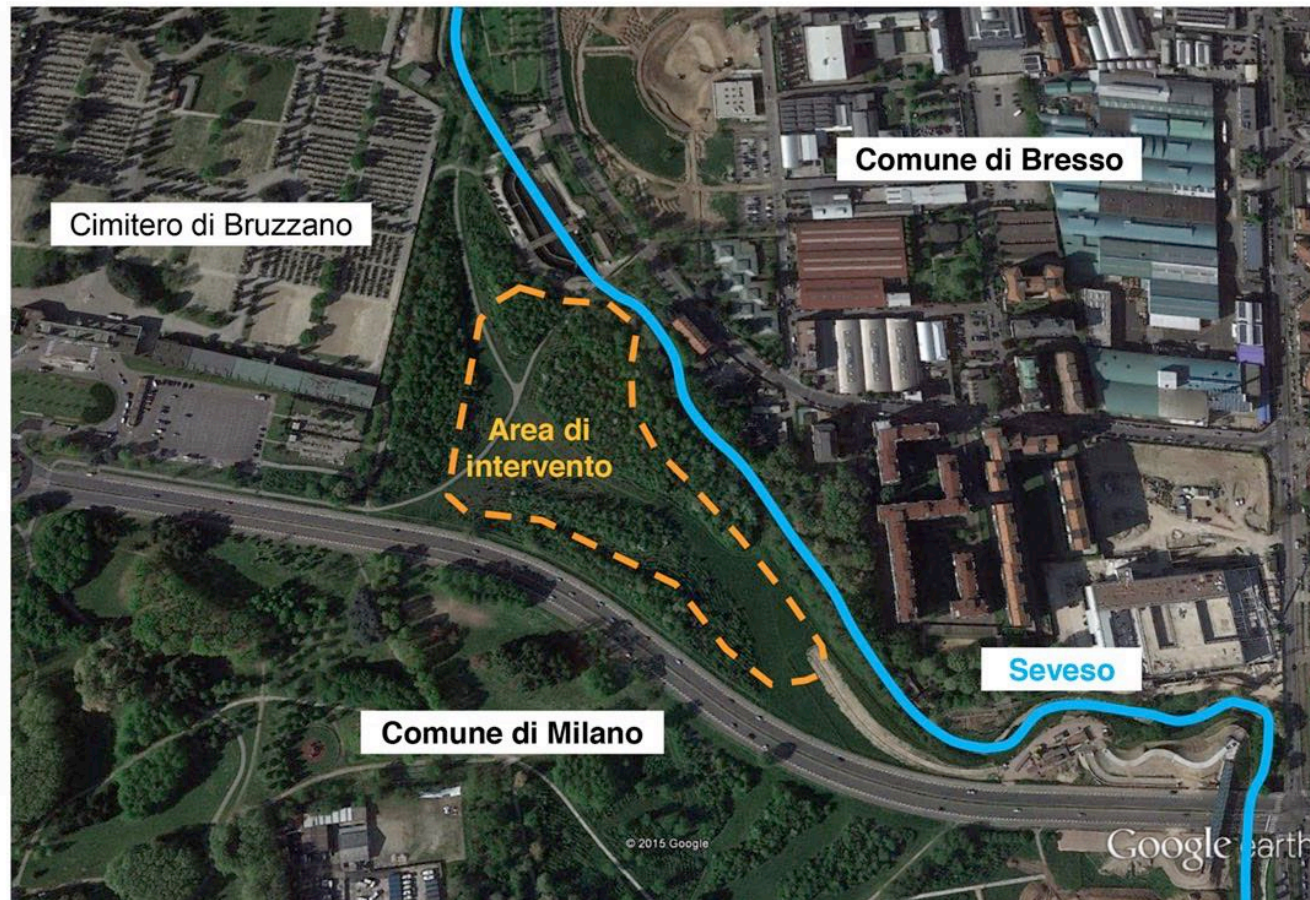 Comune di Bresso
Cimitero di Bruzzano
Area di
intervento
Seveso
Comune di Milano
© 2015 Google
Google earth